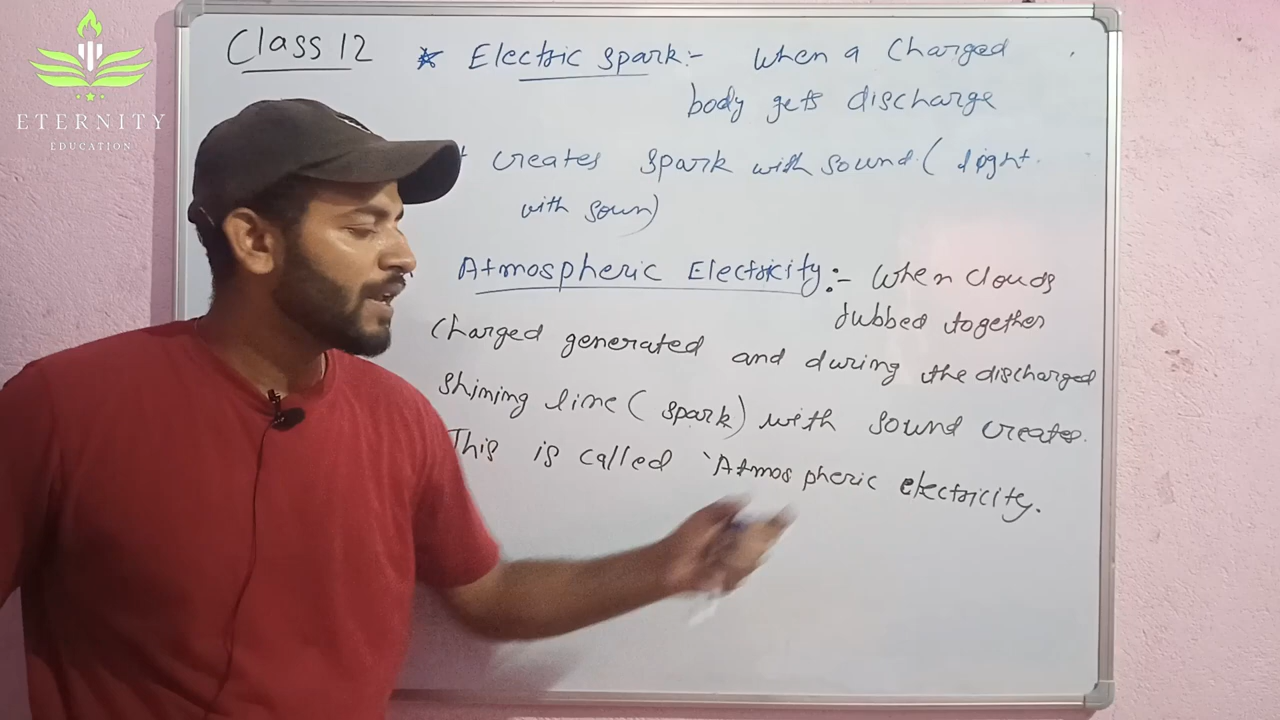 ETERNITY
EDUCATION
Class 12
* Electric spark:- When a Charged
body gets discharge
creates spark with sound. ( light
with soun)
Atmospheric Electricity:- When clouds
rubbed together
Charged generated and during the discharged
shining line ( spark) with sound creates.
This is called 'Atmospheric electricity.